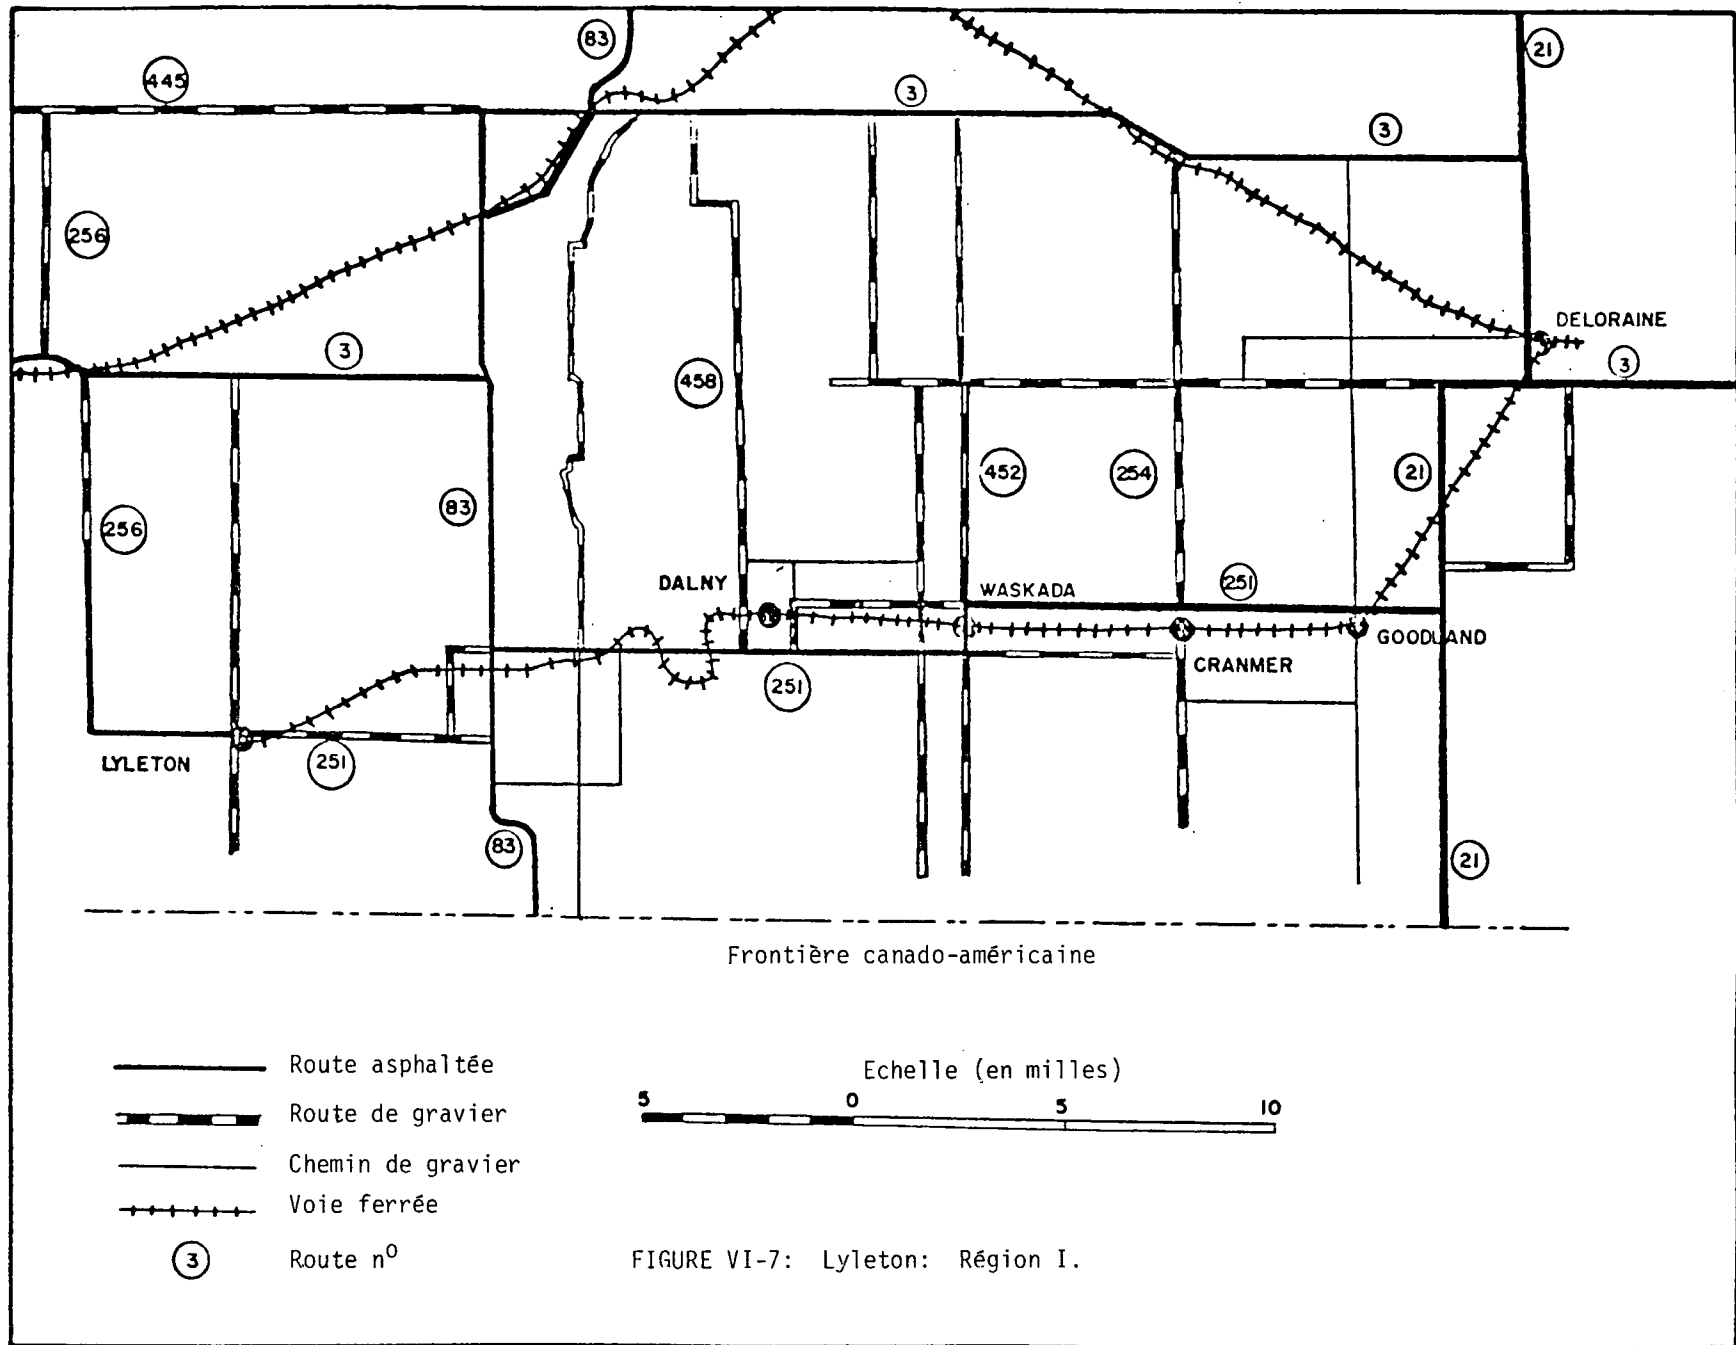 83
21
445
3
3
256
DELORAINE
3
3
458
452
254
21
83
256
251
DALNY
WASKADA
GOODLAND
CRANMER
251
LYLETON
251
83
21
Frontière canado-américaine
Route asphaltée
Route de gravier
Chemin de gravier
Voie ferrée
3 Route nº
Echelle (en milles)
5 0 5 10
FIGURE VI-7: Lyleton: Région I.